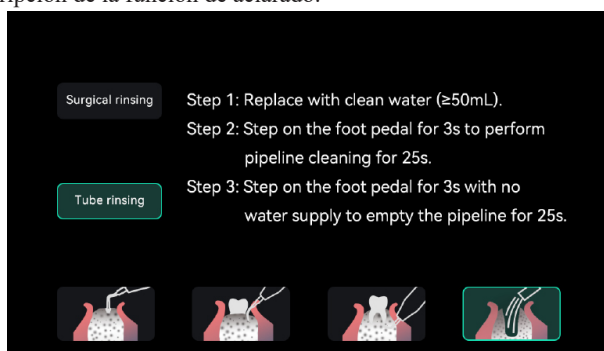 de la función de aclarado.
Surgical rinsing
Step 1: Replace with clean water (≥50mL).
Step 2: Step on the foot pedal for 3s to perform
pipeline cleaning for 25s.
Tube rinsing
Step 3: Step on the foot pedal for 3s with no
water supply to empty the pipeline for 25s.